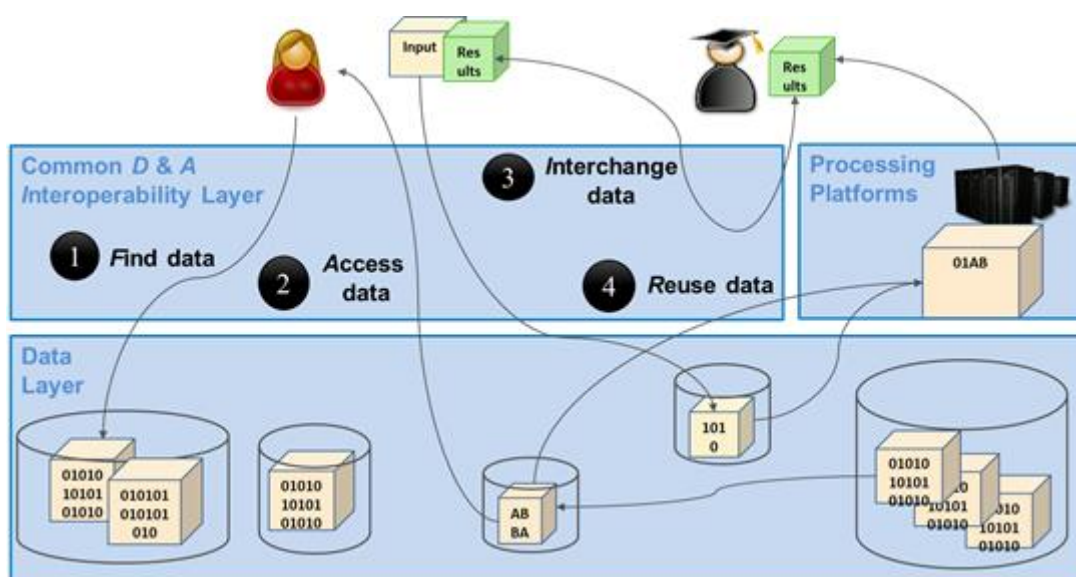 Input
Res
ults
Res
ults
Common D & A
Interoperability Layer
3
Interchange
data
Processing
Platforms
1
Find data
2
Access
data
4
Reuse data
01AB
Data
Layer
01010
10101
01010
010101
010101
010
01010
10101
01010
AB
BA
101
0
01010
10101
01010
10101
01010
01010
10101
01010